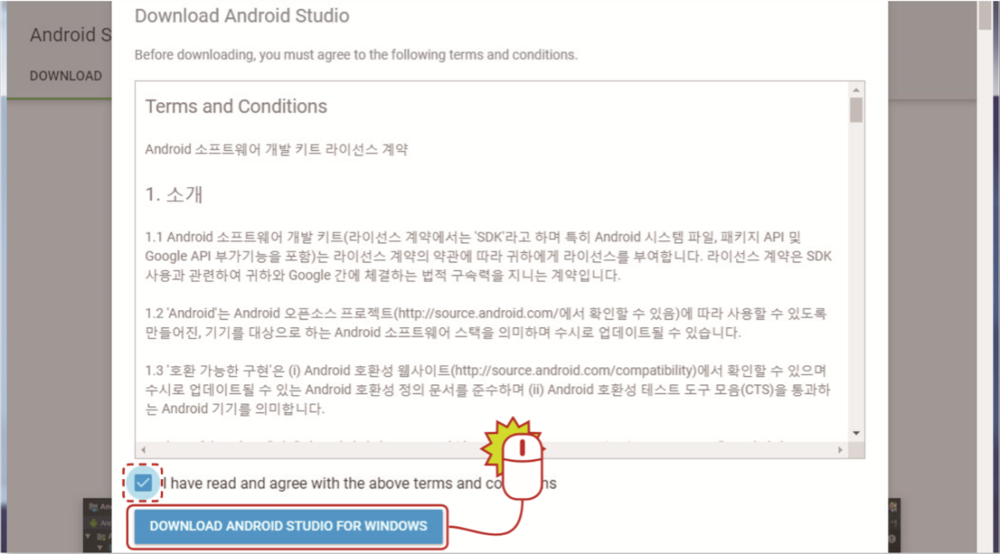 Download Android Studio
Android S
Before downloading, you must agree to the following terms and conditions.
DOWNLOAD
Terms and Conditions
Android 소프트웨어 개발 키트 라이선스 계약
1. 소개
1.1 Android 소프트웨어 개발 키트(라이선스 계약에서는 'SDK'라고 하며 특히 Android 시스템 파일, 패키지 API 및
Google API 부가기능을 포함)는 라이선스 계약의 약관에 따라 귀하에게 라이선스를 부여합니다. 라이선스 계약은 SDK
사용과 관련하여 귀하와 Google 간에 체결하는 법적 구속력을 지니는 계약입니다.
1.2 'Android'는 Android 오픈소스 프로젝트(http://source.android.com/에서 확인할 수 있음)에 따라 사용할 수 있도록
만들어진, 기기를 대상으로 하는 Android 소프트웨어 스택을 의미하며 수시로 업데이트될 수 있습니다.
1.3 '호환 가능한 구현'은 (i) Android 호환성 웹사이트(http://source.android.com/compatibility)에서 확인할 수 있으며
수시로 업데이트될 수 있는 Android 호환성 정의 문서를 준수하며 (ii) Android 호환성 테스트 도구 모음(CTS)을 통과하
는 Android 기기를 의미합니다.
I have read and agree with the above terms and
DOWNLOAD ANDROID STUDIO FOR WINDOWS